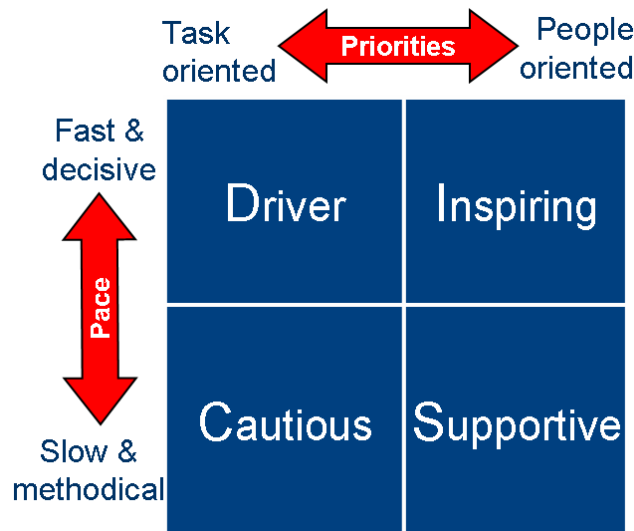 Task
oriented
Priorities
People
oriented
Fast &
decisive
Driver
Inspiring
Pace
Cautious
Supportive
Slow &
methodical